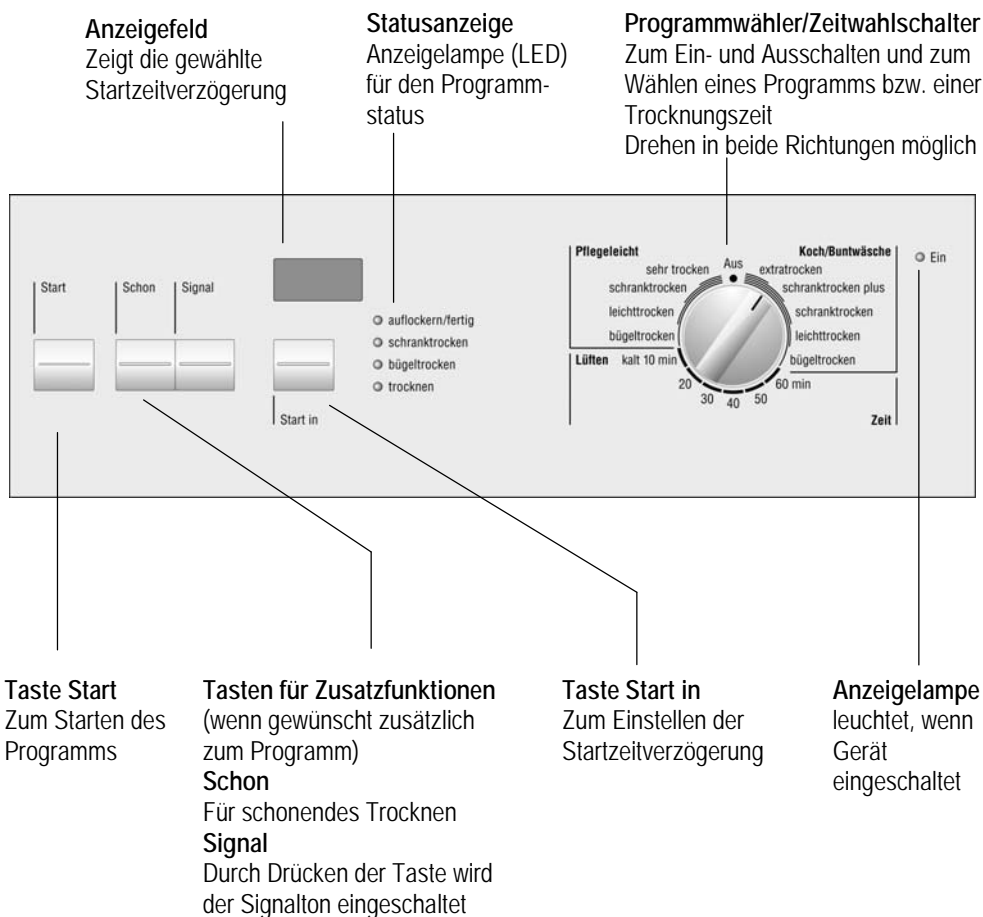 Anzeigefeld
Zeigt die gewählte
Startzeitverzögerung
Statusanzeige
Anzeigelampe (LED)
für den Programm-
status
Programmwähler/Zeitwahlschalter
Zum Ein- und Ausschalten und zum
Wählen eines Programms bzw. einer
Trocknungszeit
Drehen in beide Richtungen möglich
Start
Schon
Signal
auflockern/fertig
schranktrocken
bügeltrocken
trocknen
Start in
Pflegeleicht
sehr trocken
schranktrocken
leichttrocken
bügeltrocken
Lüften kalt 10 min
Aus
Koch/Buntwäsche
extratrocken
schranktrocken plus
schranktrocken
leichttrocken
bügeltrocken
20
30
40
50
60 min
Zeit
Ein
Taste Start
Zum Starten des
Programms
Tasten für Zusatzfunktionen
(wenn gewünscht zusätzlich
zum Programm)
Schon
Für schonendes Trocknen
Signal
Durch Drücken der Taste wird
der Signalton eingeschaltet
Taste Start in
Zum Einstellen der
Startzeitverzögerung
Anzeigelampe
leuchtet, wenn
Gerät
eingeschaltet